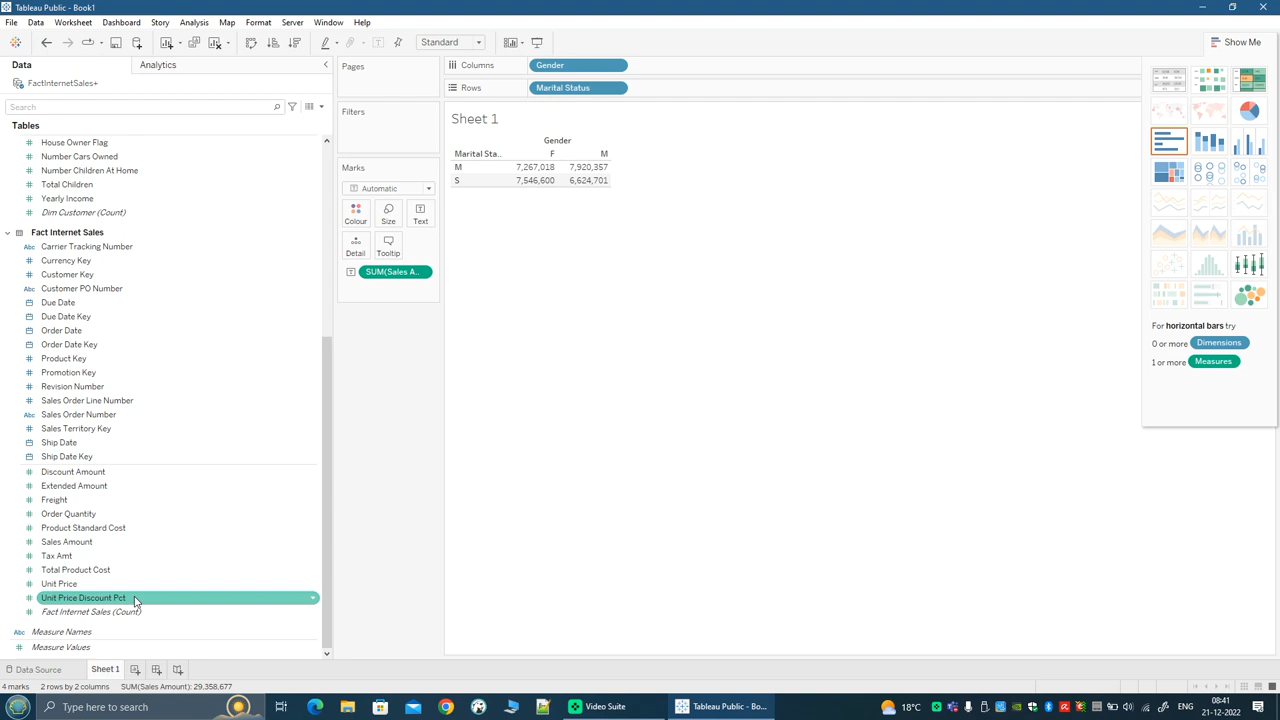 Tableau Public - Book1
File Data Worksheet Dashboard Story Analysis Map Format Server Window Help
Standard
Show Me
Data Analytics
FactInternetSales+
Search
Tables
House Owner Flag
Number Cars Owned
Number Children At Home
Total Children
Yearly Income
Dim Customer (Count)
Fact Internet Sales
Abc Carrier Tracking Number
Currency Key
Customer Key
Abc Customer PO Number
Due Date
Due Date Key
Order Date
Order Date Key
Product Key
Promotion Key
Revision Number
Sales Order Line Number
Abc Sales Order Number
Sales Territory Key
Ship Date
Ship Date Key
Discount Amount
Extended Amount
Freight
Order Quantity
Product Standard Cost
Sales Amount
Tax Amt
Total Product Cost
Unit Price
Unit Price Discount Pct
Fact Internet Sales (Count)
Abc Measure Names
Measure Values
Pages
Filters
Marks
Automatic
Colour Size Text
Detail Tooltip
SUM(Sales A..
Columns Gender
Rows Marital Status
Sheet 1
Gender
Marital Sta.. F M
M 7,267,018 7,920,357
S 7,546,600 6,624,701
For horizontal bars try
0 or more Dimensions
1 or more Measures
Data Source Sheet 1
4 marks 2 rows by 2 columns SUM(Sales Amount): 29,358,677
Type here to search
Video Suite
Tableau Public - Bo...
18°C
ENG
08:41
21-12-2022